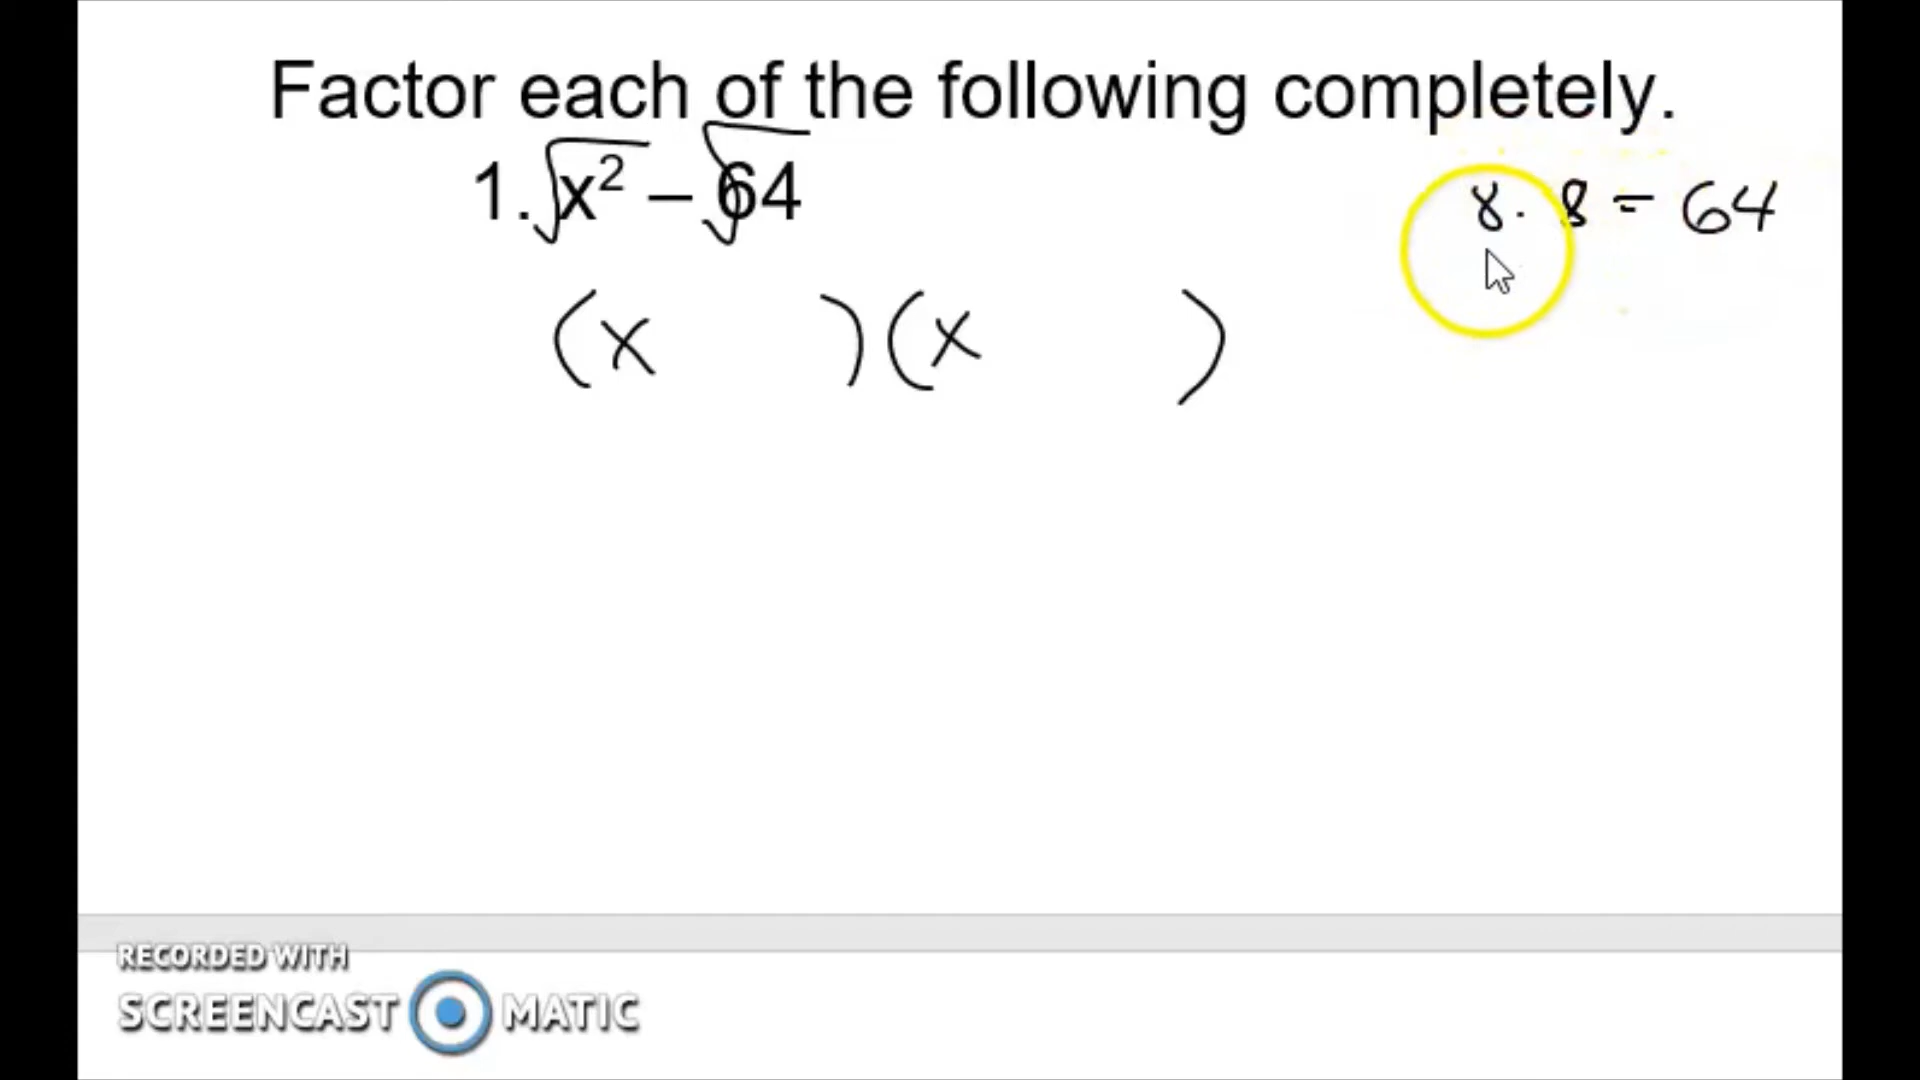 Factor each of the following completely.
1. √x² – √64
8 · 8 = 64
(x    )(x    )
RECORDED WITH
SCREENCAST MATIC